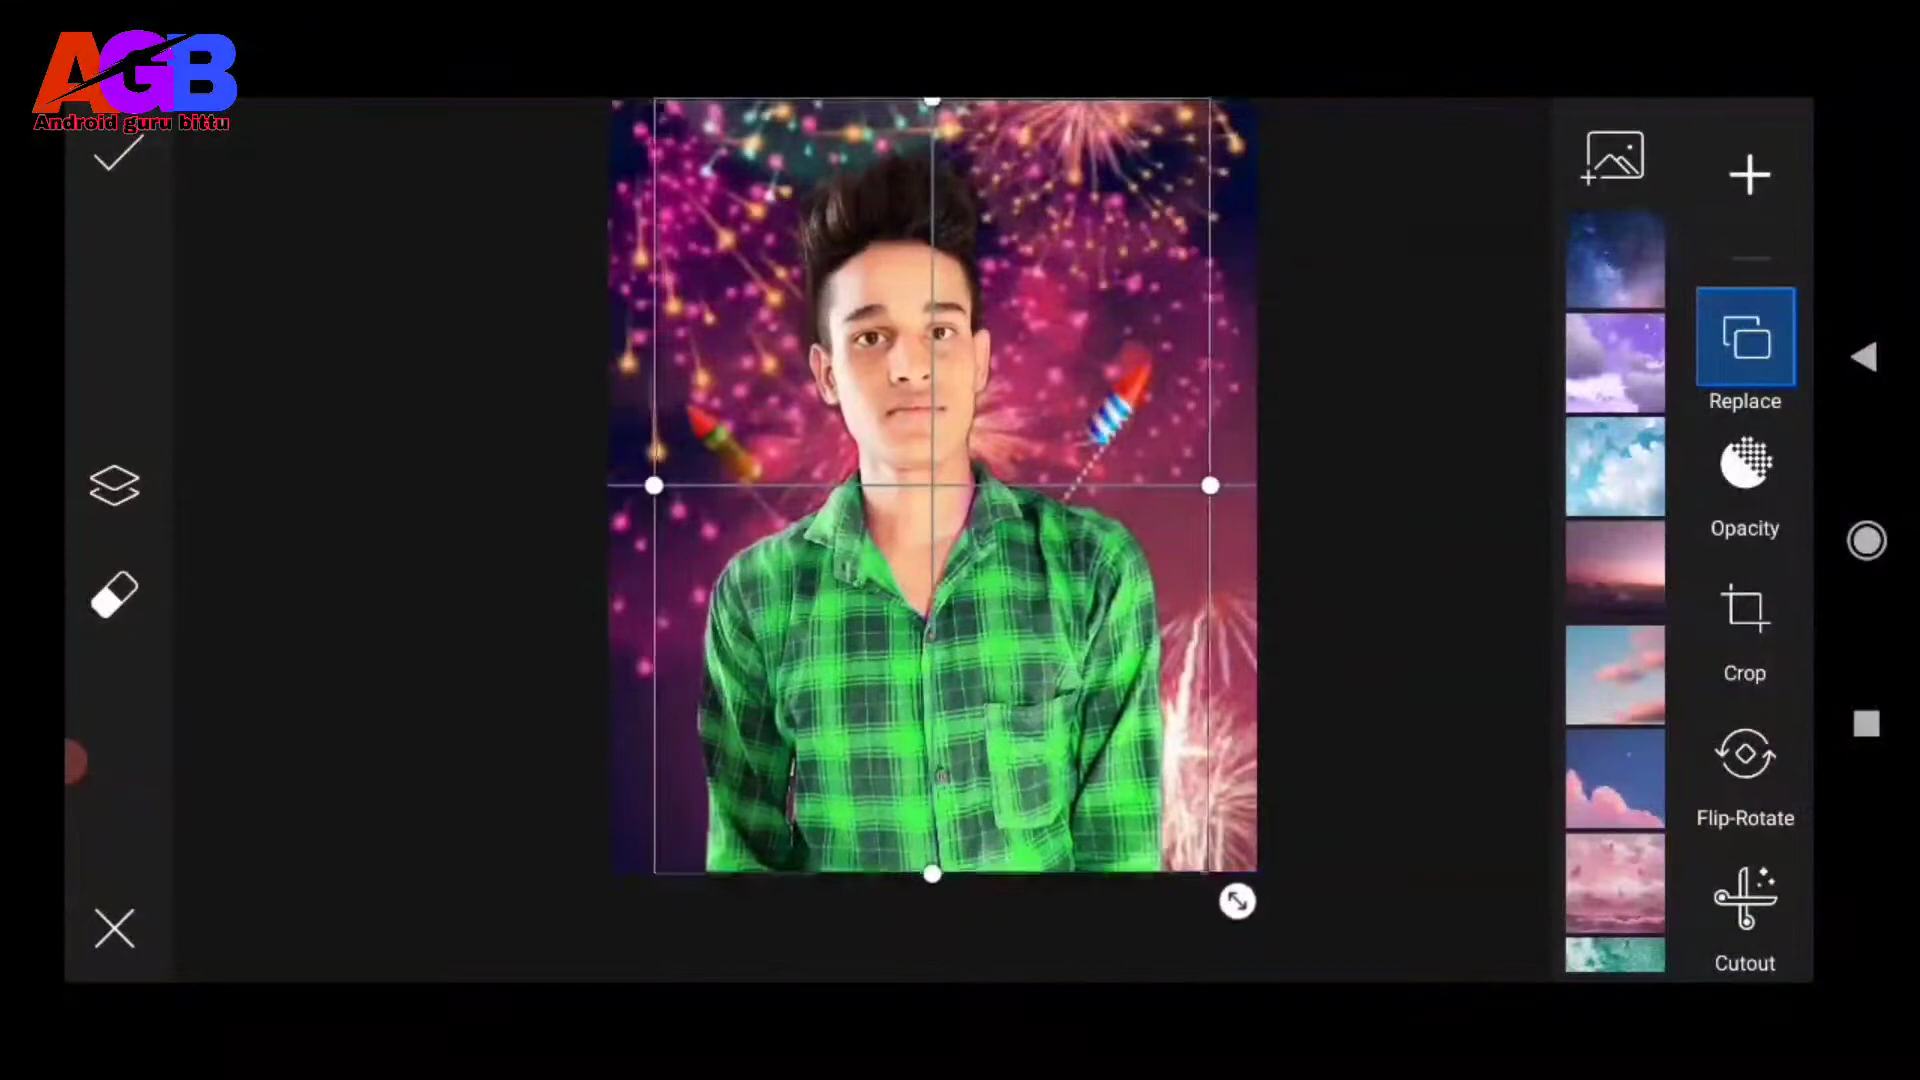 AGB
Android guru bittu
Replace
Opacity
Crop
Flip-Rotate
Cutout